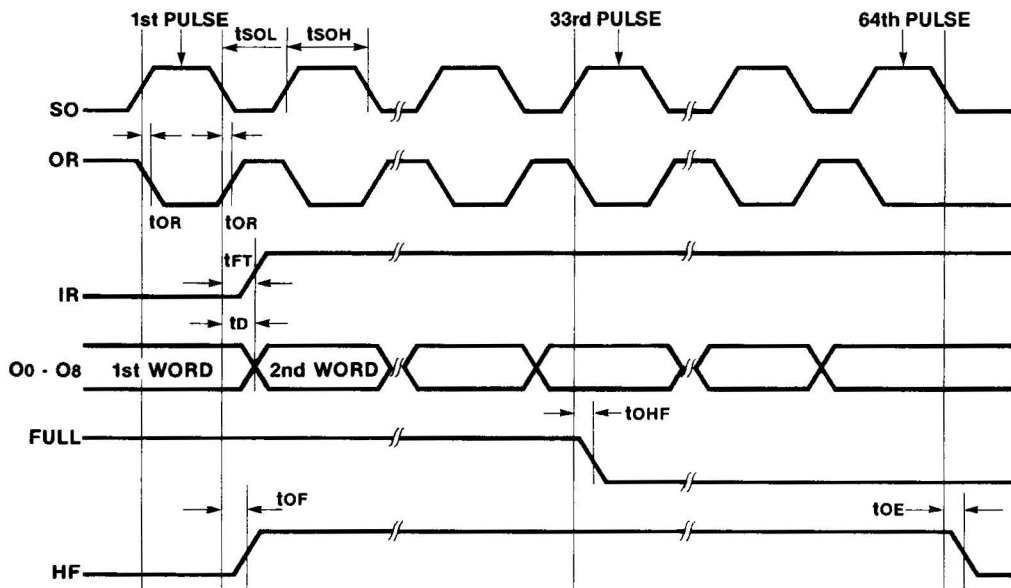 1st PULSE 33rd PULSE 64th PULSE
tSOL tSOH
SO
OR
tOR tOR
tFT
IR
tD
O0 - O8 1st WORD 2nd WORD
tOHF
FULL
tOF tOE
HF